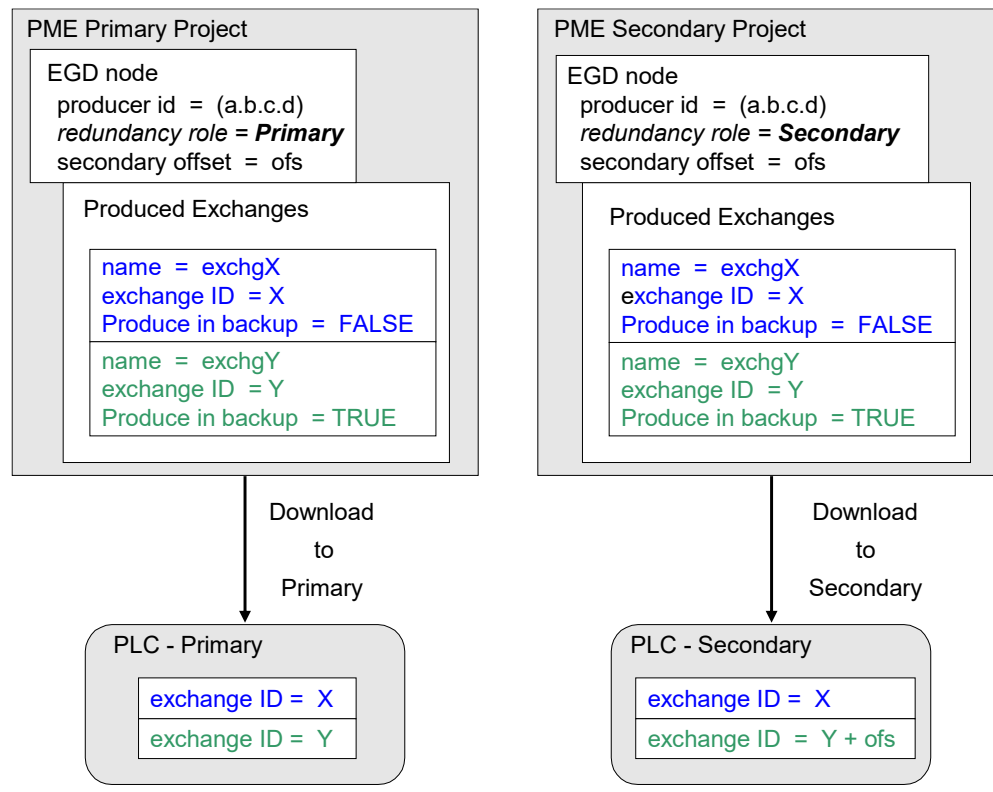 PME Primary Project
EGD node
producer id = (a.b.c.d)
redundancy role = Primary
secondary offset = ofs
Produced Exchanges
name = exchgX
exchange ID = X
Produce in backup = FALSE
name = exchgY
exchange ID = Y
Produce in backup = TRUE
Download
to
Primary
PLC - Primary
exchange ID = X
exchange ID = Y
PME Secondary Project
EGD node
producer id = (a.b.c.d)
redundancy role = Secondary
secondary offset = ofs
Produced Exchanges
name = exchgX
exchange ID = X
Produce in backup = FALSE
name = exchgY
exchange ID = Y
Produce in backup = TRUE
Download
to
Secondary
PLC - Secondary
exchange ID = X
exchange ID = Y + ofs